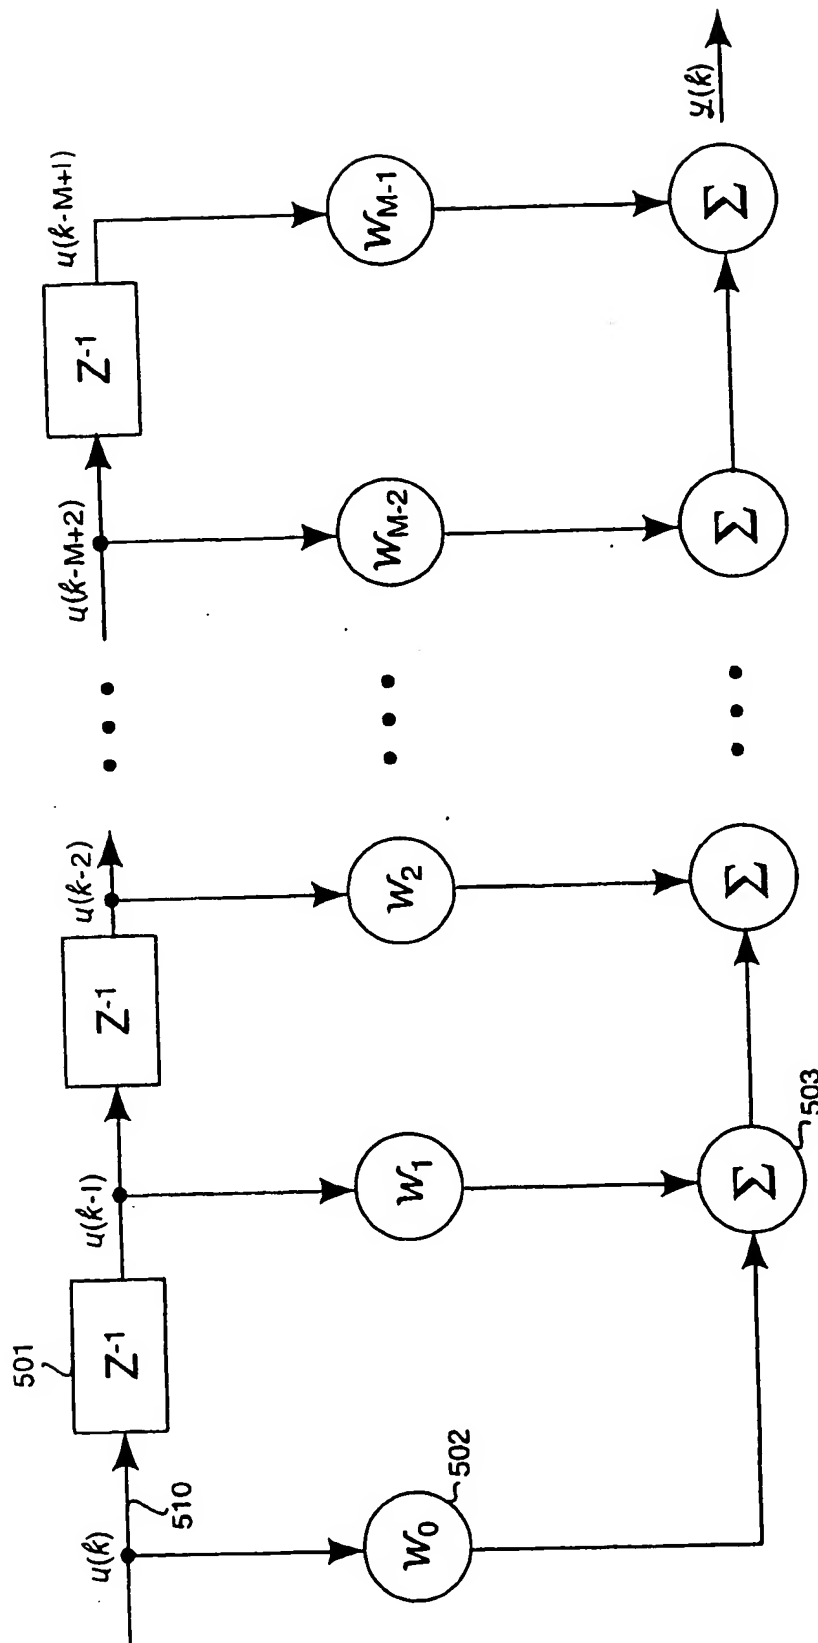 u(k)
510
501
Z-1
u(k-1)
Z-1
u(k-2)
u(k-M+2)
Z-1
u(k-M+1)
W0
502
W1
W2
WM-2
WM-1
Σ
503
Σ
Σ
Σ
y(k)